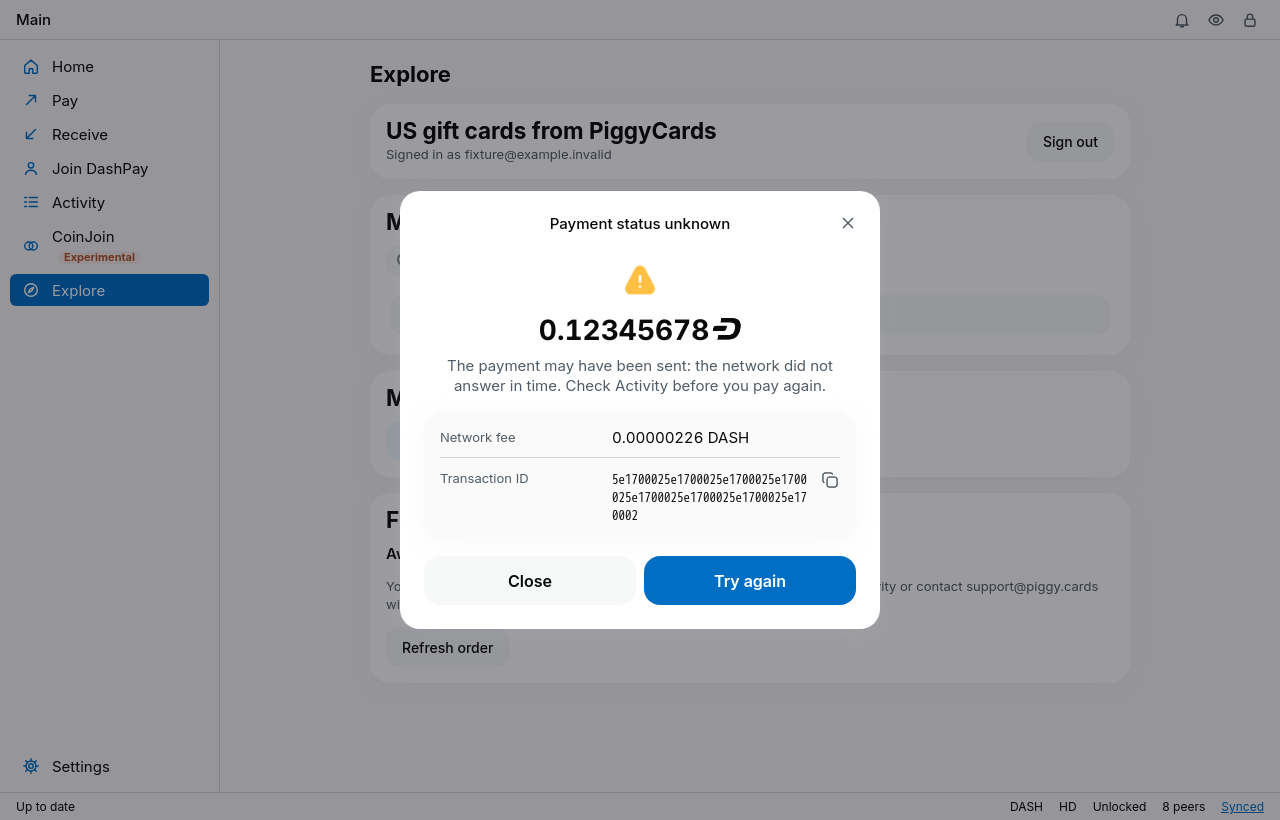 Main
Home
Pay
Receive
Join DashPay
Activity
CoinJoin
Experimental
Explore
Settings
Explore
US gift cards from PiggyCards
Signed in as fixture@example.invalid
Sign out
Payment status unknown
0.12345678
The payment may have been sent: the network did not
answer in time. Check Activity before you pay again.
Network fee
0.00000226 DASH
Transaction ID
5e1700025e1700025e1700025e1700
025e1700025e1700025e1700025e17
0002
Close
Try again
or contact support@piggy.cards
Refresh order
Up to date
DASH
HD
Unlocked
8 peers
Synced